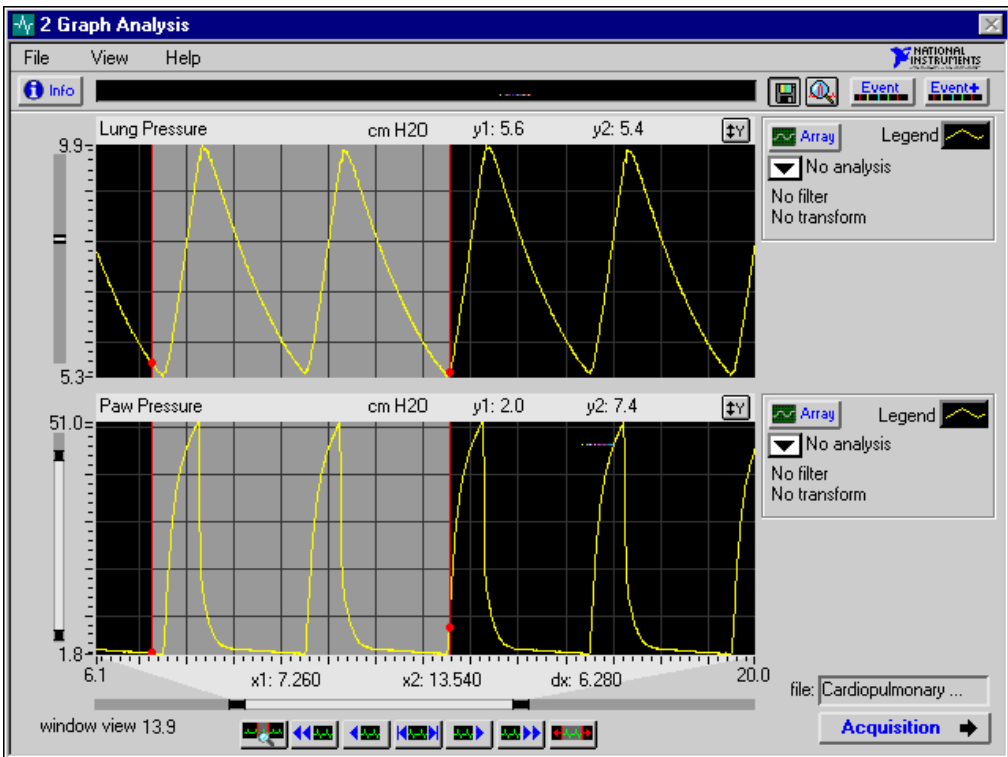 2 Graph Analysis
File View Help
NATIONAL INSTRUMENTS
Info
Event Event+
Lung Pressure cm H2O y1: 5.6 y2: 5.4 Y
9.9
5.3
Array Legend
No analysis
No filter
No transform
Paw Pressure cm H2O y1: 2.0 y2: 7.4 Y
51.0
1.8
Array Legend
No analysis
No filter
No transform
6.1 x1: 7.260 x2: 13.540 dx: 6.280 20.0
file: Cardiopulmonary ...
window view 13.9
Acquisition